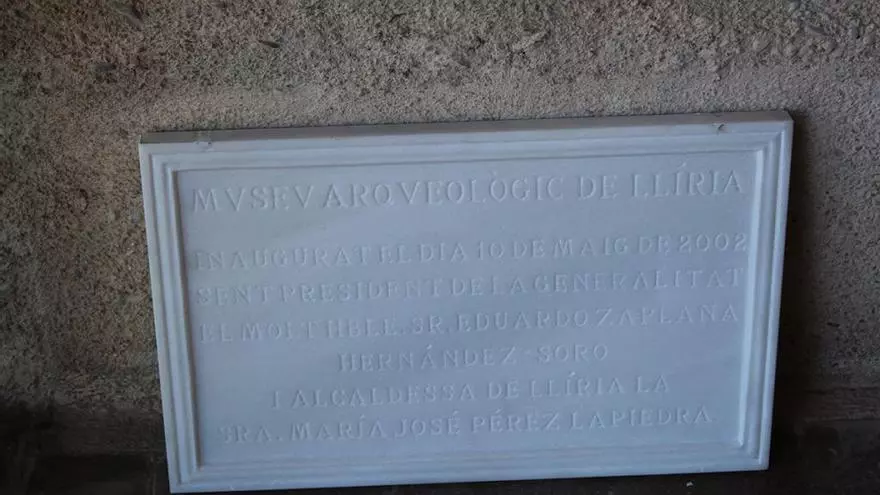 MVSEV ARQVEOLÒGIC DE LLÍRIA
INAUGURAT EL DIA 10 DE MAIG DE 2002
SENT PRESIDENT DE LA GENERALITAT
EL MOLT HBLE. SR. EDUARDO ZAPLANA
HERNÁNDEZ-SORO
I ALCALDESSA DE LLÍRIA LA
SRA. MARÍA JOSÉ PÉREZ LAPIEDRA